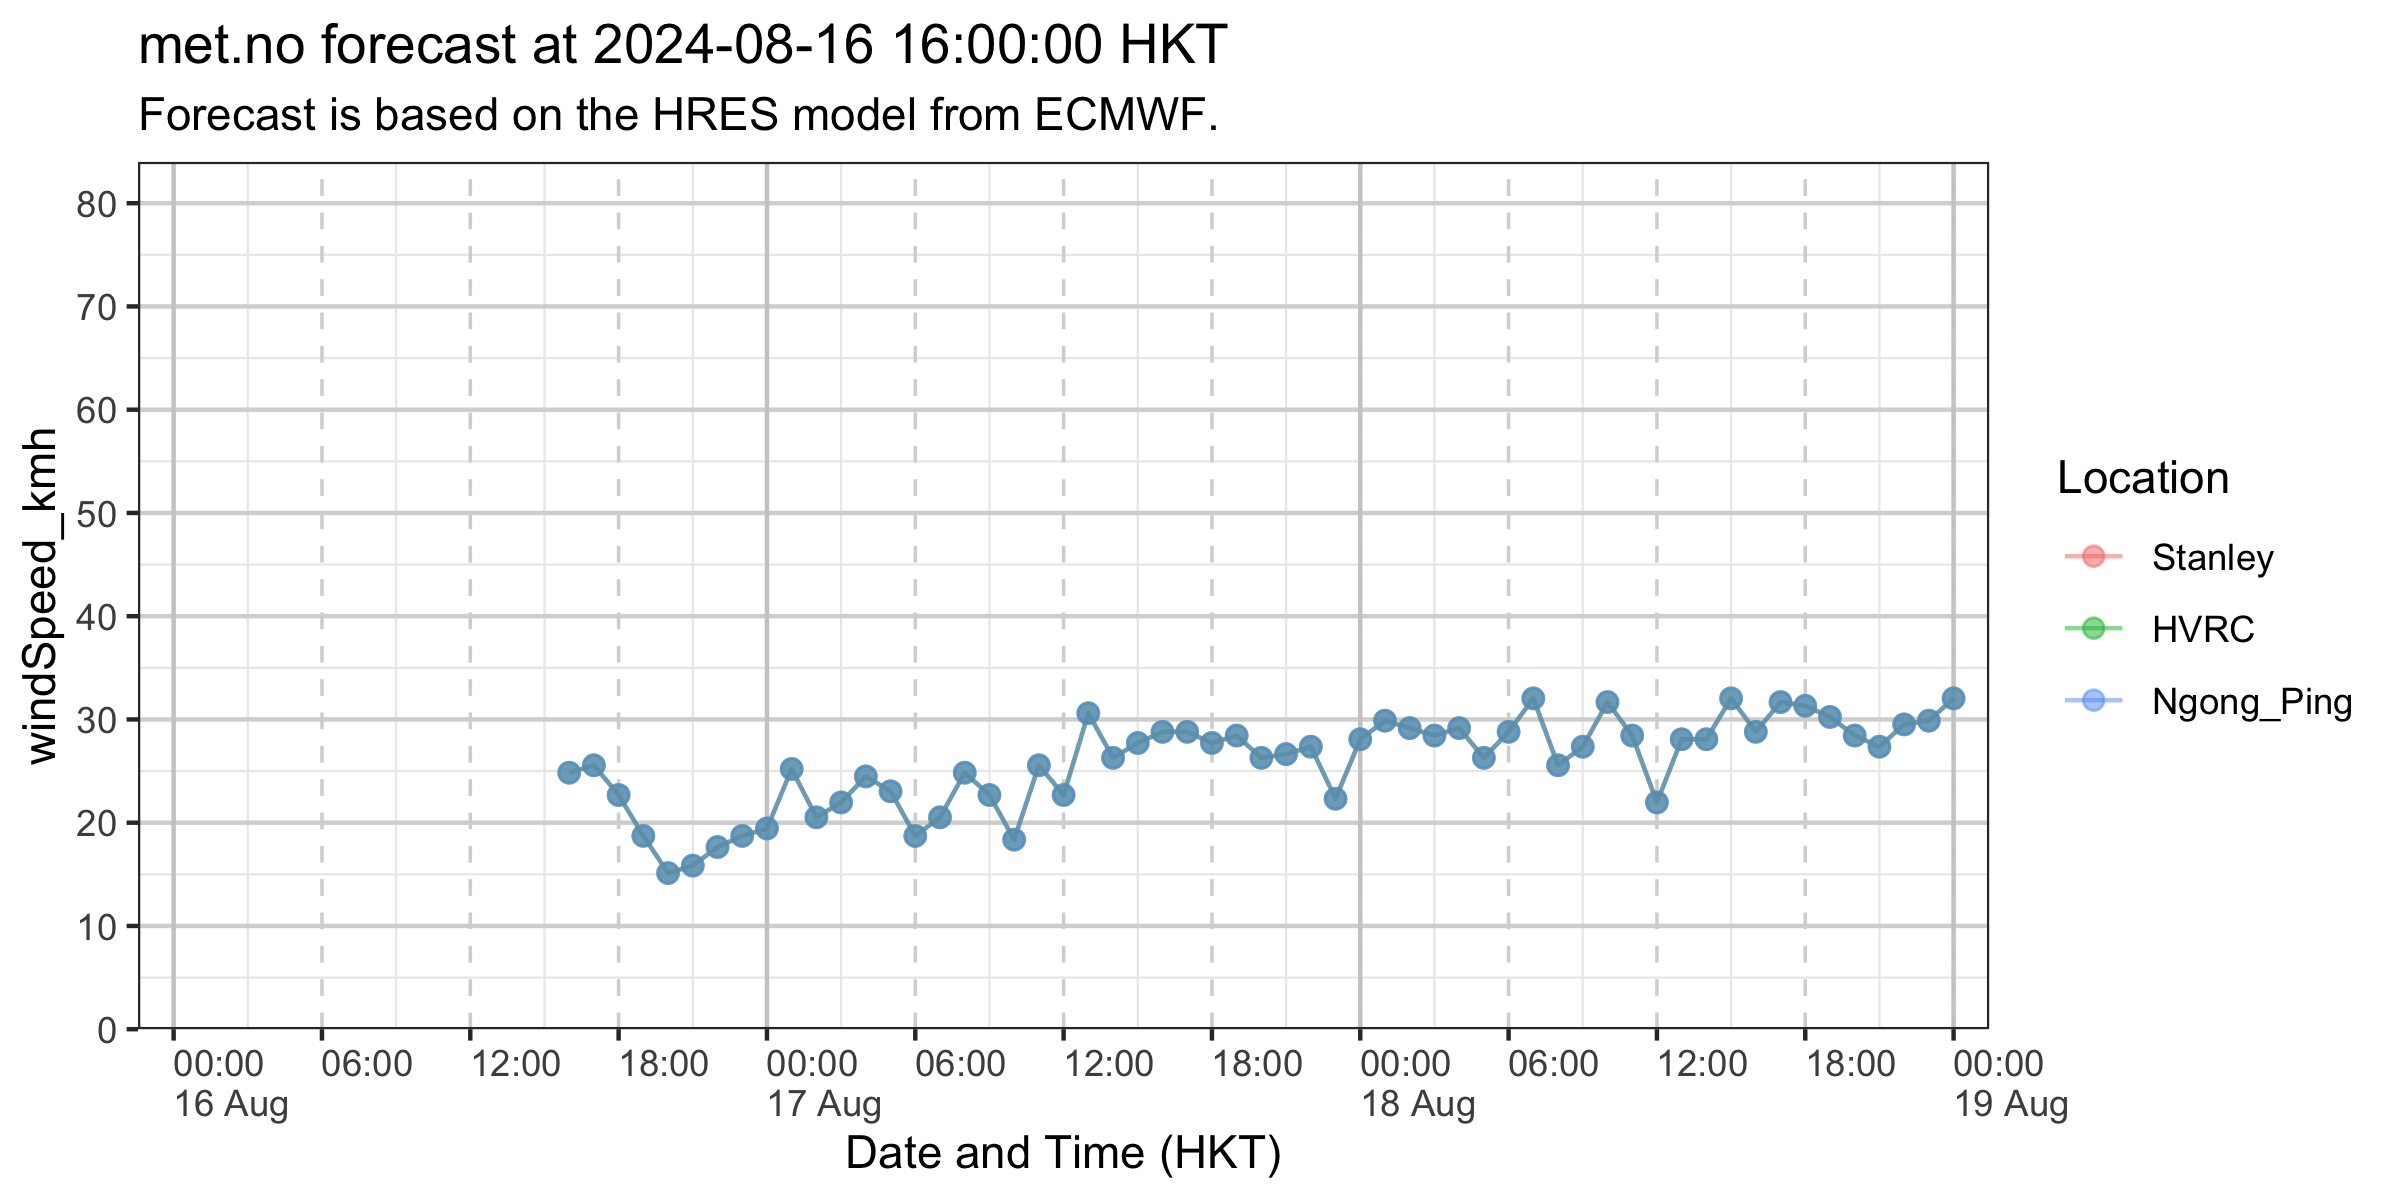 met.no forecast at 2024-08-16 16:00:00 HKT
Forecast is based on the HRES model from ECMWF.
windSpeed_kmh
80
70
60
50
40
30
20
10
0
00:00 06:00 12:00 18:00 00:00 06:00 12:00 18:00 00:00 06:00 12:00 18:00 00:00
16 Aug 17 Aug 18 Aug 19 Aug
Date and Time (HKT)
Location
Stanley
HVRC
Ngong_Ping